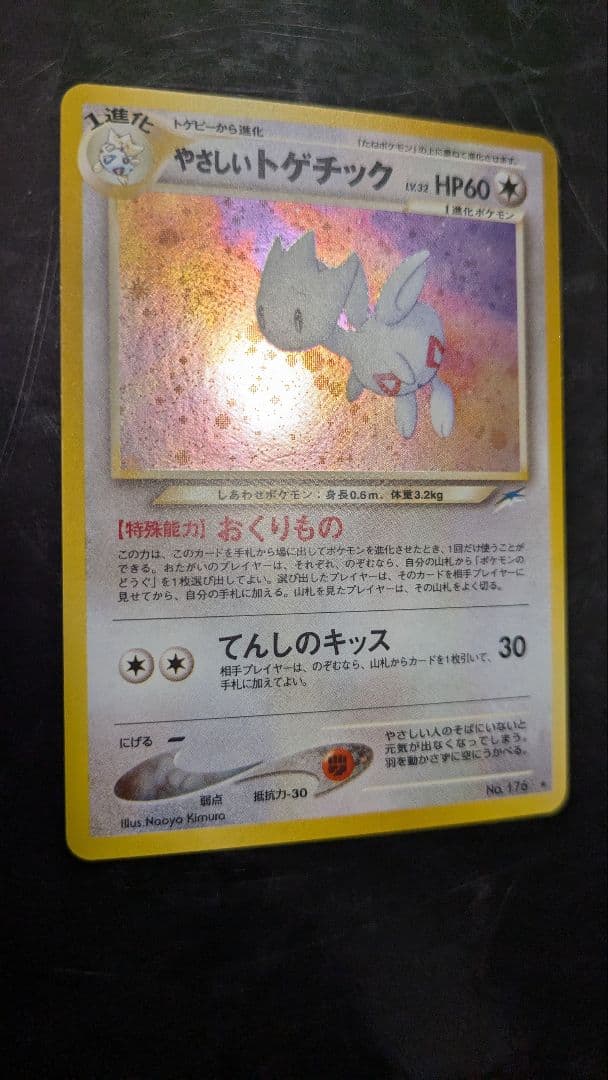 1進化
トゲピーから進化
「たねポケモン」の上に重ねて進化させます。
やさしいトゲチック LV.32 HP60
1進化ポケモン
しあわせポケモン：身長0.6m、体重3.2kg
【特殊能力】おくりもの
この力は、このカードを手札から場に出してポケモンを進化させたとき、1回だけ使うことが
できる。おたがいのプレイヤーは、それぞれ、のぞむなら、自分の山札から「ポケモンの
どうぐ」を1枚選び出してよい。選び出したプレイヤーは、そのカードを相手プレイヤーに
見せてから、自分の手札に加える。山札を見たプレイヤーは、その山札をよく切る。
てんしのキッス 30
相手プレイヤーは、のぞむなら、山札からカードを1枚引いて、
手札に加えてよい。
にげる
弱点 抵抗力-30
やさしい人のそばにいないと
元気が出なくなってしまう。
羽を動かさずに空にうかべる。
Illus. Naoyo Kimura
No. 176 ★